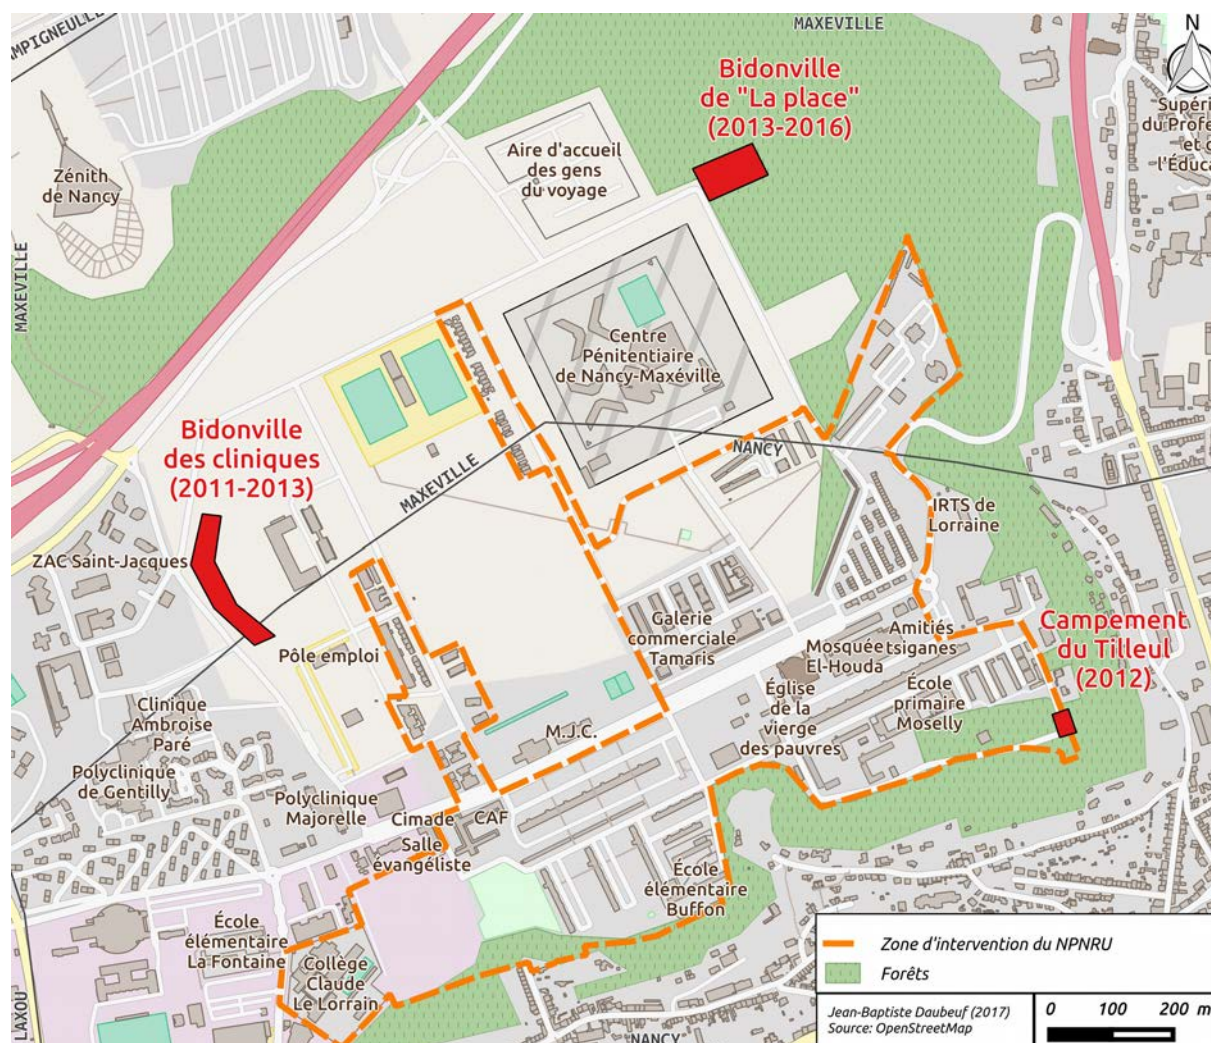 MAXEVILLE
N
Bidonville
de "La place"
(2013-2016)
Aire d'accueil
des gens
du voyage
Zénith
de Nancy
MAXEVILLE
Centre
Pénitentiaire
de Nancy-Maxéville
Bidonville
des cliniques
(2011-2013)
MAXEVILLE
NANCY
IRTS de
Lorraine
ZAC Saint-Jacques
Pôle emploi
Galerie
commerciale
Tamaris
Mosquée
El-Houda
Amitiés
tsiganes
Campement
du Tilleul
(2012)
École
primaire
Moselly
Église
de la
vierge
des pauvres
Clinique
Ambroise
Paré
M.J.C.
Polyclinique
de Gentilly
Polyclinique
Majorelle
Cimade
CAF
Salle
évangéliste
École
élémentaire
Buffon
École
élémentaire
La Fontaine
Collège
Claude
Le Lorrain
LAXOU
NANCY
Zone d'intervention du NPNRU
Forêts
Jean-Baptiste Daubeuf (2017)
Source: OpenStreetMap
0 100 200 m